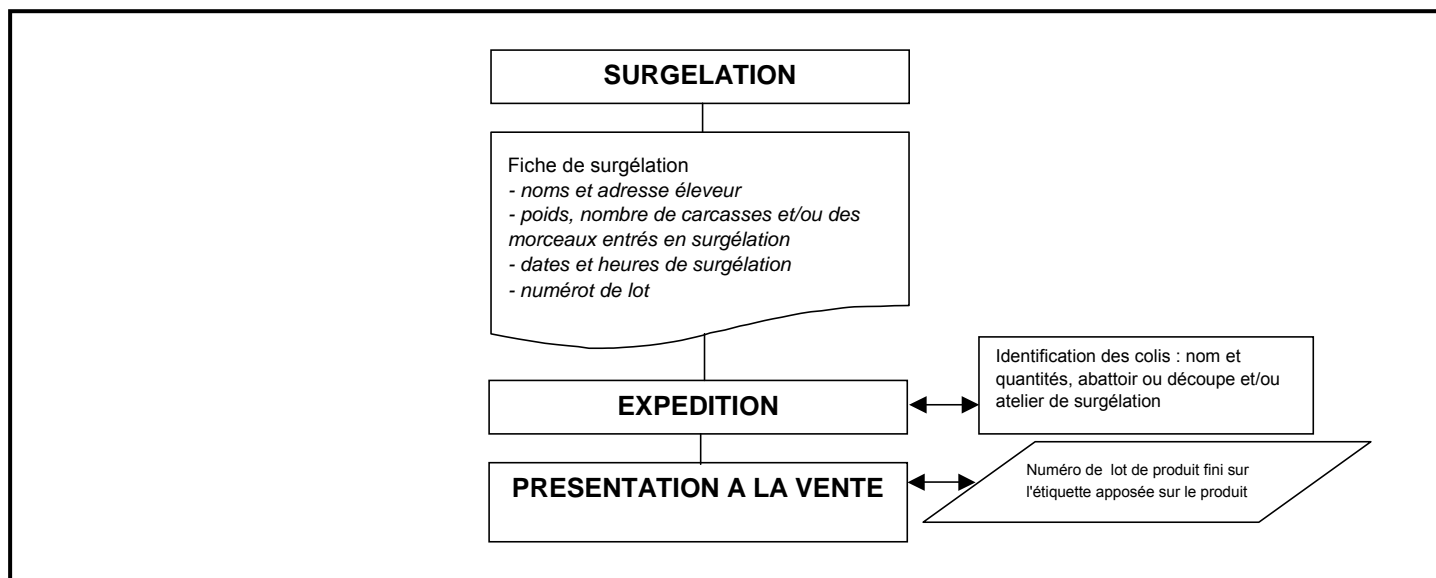 SURGELATION
Fiche de surgélation
- noms et adresse éleveur
- poids, nombre de carcasses et/ou des
morceaux entrés en surgélation
- dates et heures de surgélation
- numérot de lot
EXPEDITION
Identification des colis : nom et
quantités, abattoir ou découpe et/ou
atelier de surgélation
PRESENTATION A LA VENTE
Numéro de lot de produit fini sur
l'étiquette apposée sur le produit